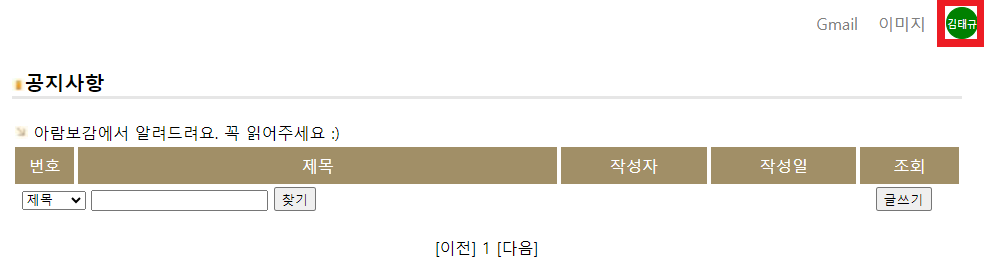 Gmail 이미지 김태규
공지사항
아람보감에서 알려드려요. 꼭 읽어주세요 :)
번호 제목 작성자 작성일 조회
제목 찾기 글쓰기
[이전] 1 [다음]